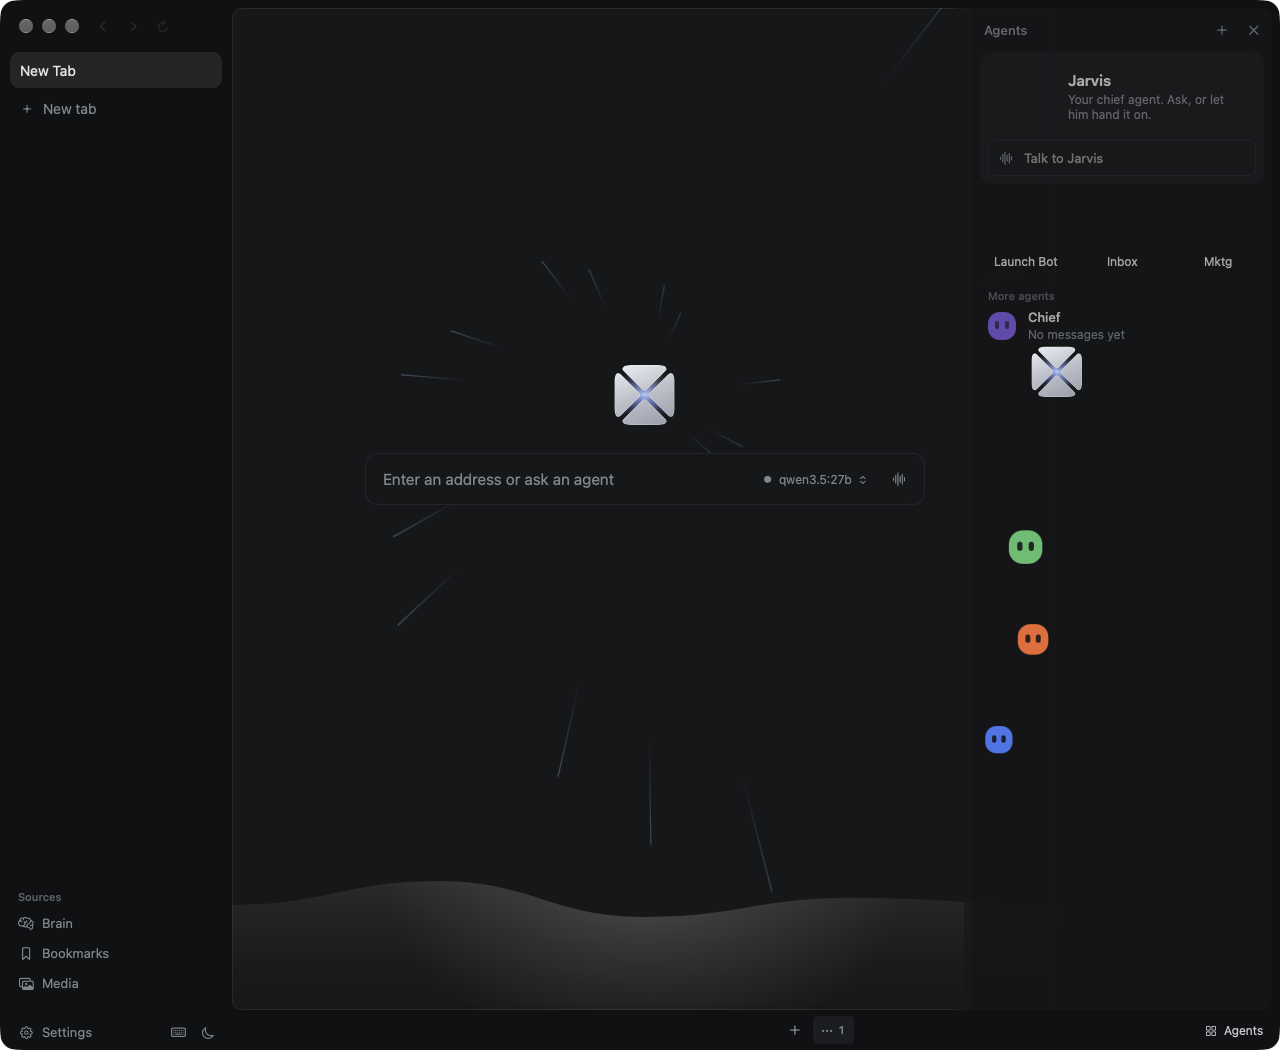 New Tab
New tab
Agents
Jarvis
Your chief agent. Ask, or let
him hand it on.
Talk to Jarvis
Launch Bot
Inbox
Mktg
More agents
Chief
No messages yet
Enter an address or ask an agent
qwen3.5:27b
Sources
Brain
Bookmarks
Media
Settings
1
Agents